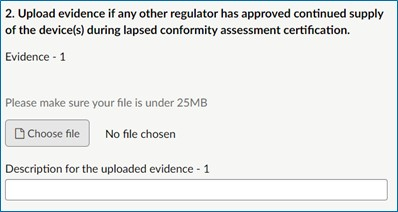 2. Upload evidence if any other regulator has approved continued supply
of the device(s) during lapsed conformity assessment certification.
Evidence - 1
Please make sure your file is under 25MB
Choose file No file chosen
Description for the uploaded evidence - 1